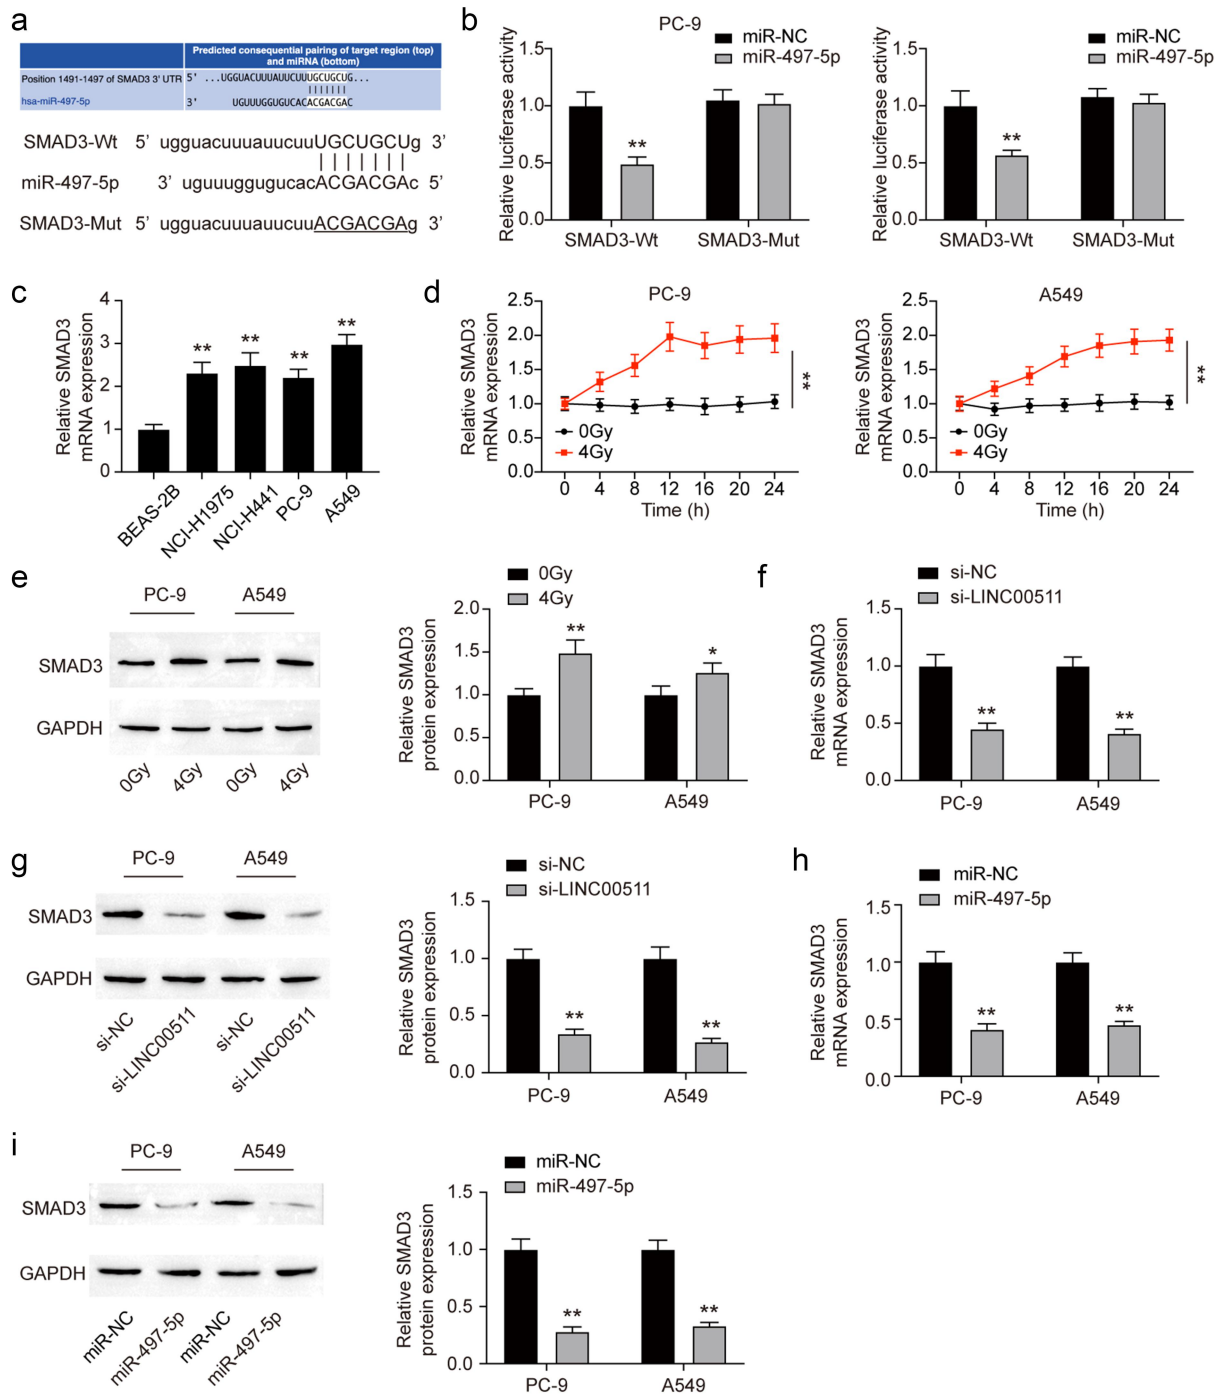 a
Predicted consequential pairing of target region (top)
and miRNA (bottom)
Position 1491-1497 of SMAD3 3' UTR 5' ...UGGUACUUUAUUCUUUGCUGCUG...
hsa-miR-497-5p 3' UGUUUGGUGUCACACGACGAC
SMAD3-Wt 5' ugguacuuuauucuuUGCUGCUg 3'
miR-497-5p 3' uguuuggugucacACGACGAc 5'
SMAD3-Mut 5' ugguacuuuauucuuACGACGAg 3'
b
PC-9
miR-NC
miR-497-5p
Relative luciferase activity
1.5
1.0
0.5
0.0
**
SMAD3-Wt SMAD3-Mut
miR-NC
miR-497-5p
Relative luciferase activity
1.5
1.0
0.5
0.0
**
SMAD3-Wt SMAD3-Mut
c
Relative SMAD3
mRNA expression
4
3
2
1
0
** ** ** **
BEAS-2B NCI-H1975 NCI-H441 PC-9 A549
d
PC-9
Relative SMAD3
mRNA expression
2.5
2.0
1.5
1.0
0.5
0.0
**
0Gy
4Gy
0 4 8 12 16 20 24
Time (h)
A549
Relative SMAD3
mRNA expression
2.5
2.0
1.5
1.0
0.5
0.0
**
0Gy
4Gy
0 4 8 12 16 20 24
Time (h)
e
PC-9 A549
SMAD3
GAPDH
0Gy 4Gy 0Gy 4Gy
0Gy
4Gy
Relative SMAD3
protein expression
2.0
1.5
1.0
0.5
0.0
** *
PC-9 A549
f
si-NC
si-LINC00511
Relative SMAD3
mRNA expression
1.5
1.0
0.5
0.0
** **
PC-9 A549
g
PC-9 A549
SMAD3
GAPDH
si-NC si-LINC00511 si-NC si-LINC00511
si-NC
si-LINC00511
Relative SMAD3
protein expression
1.5
1.0
0.5
0.0
** **
PC-9 A549
h
miR-NC
miR-497-5p
Relative SMAD3
mRNA expression
1.5
1.0
0.5
0.0
** **
PC-9 A549
i
PC-9 A549
SMAD3
GAPDH
miR-NC miR-497-5p miR-NC miR-497-5p
miR-NC
miR-497-5p
Relative SMAD3
protein expression
1.5
1.0
0.5
0.0
** **
PC-9 A549